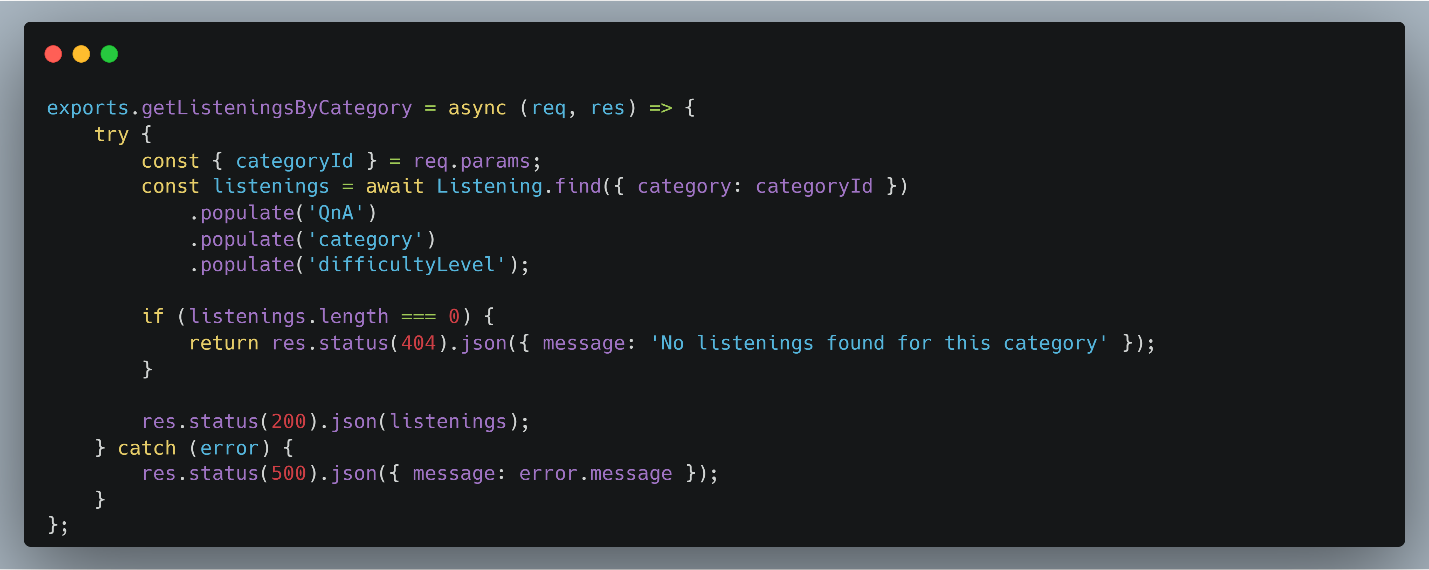 exports.getListeningsByCategory = async (req, res) => {
    try {
        const { categoryId } = req.params;
        const listenings = await Listening.find({ category: categoryId })
            .populate('QnA')
            .populate('category')
            .populate('difficultyLevel');

        if (listenings.length === 0) {
            return res.status(404).json({ message: 'No listenings found for this category' });
        }

        res.status(200).json(listenings);
    } catch (error) {
        res.status(500).json({ message: error.message });
    }
};